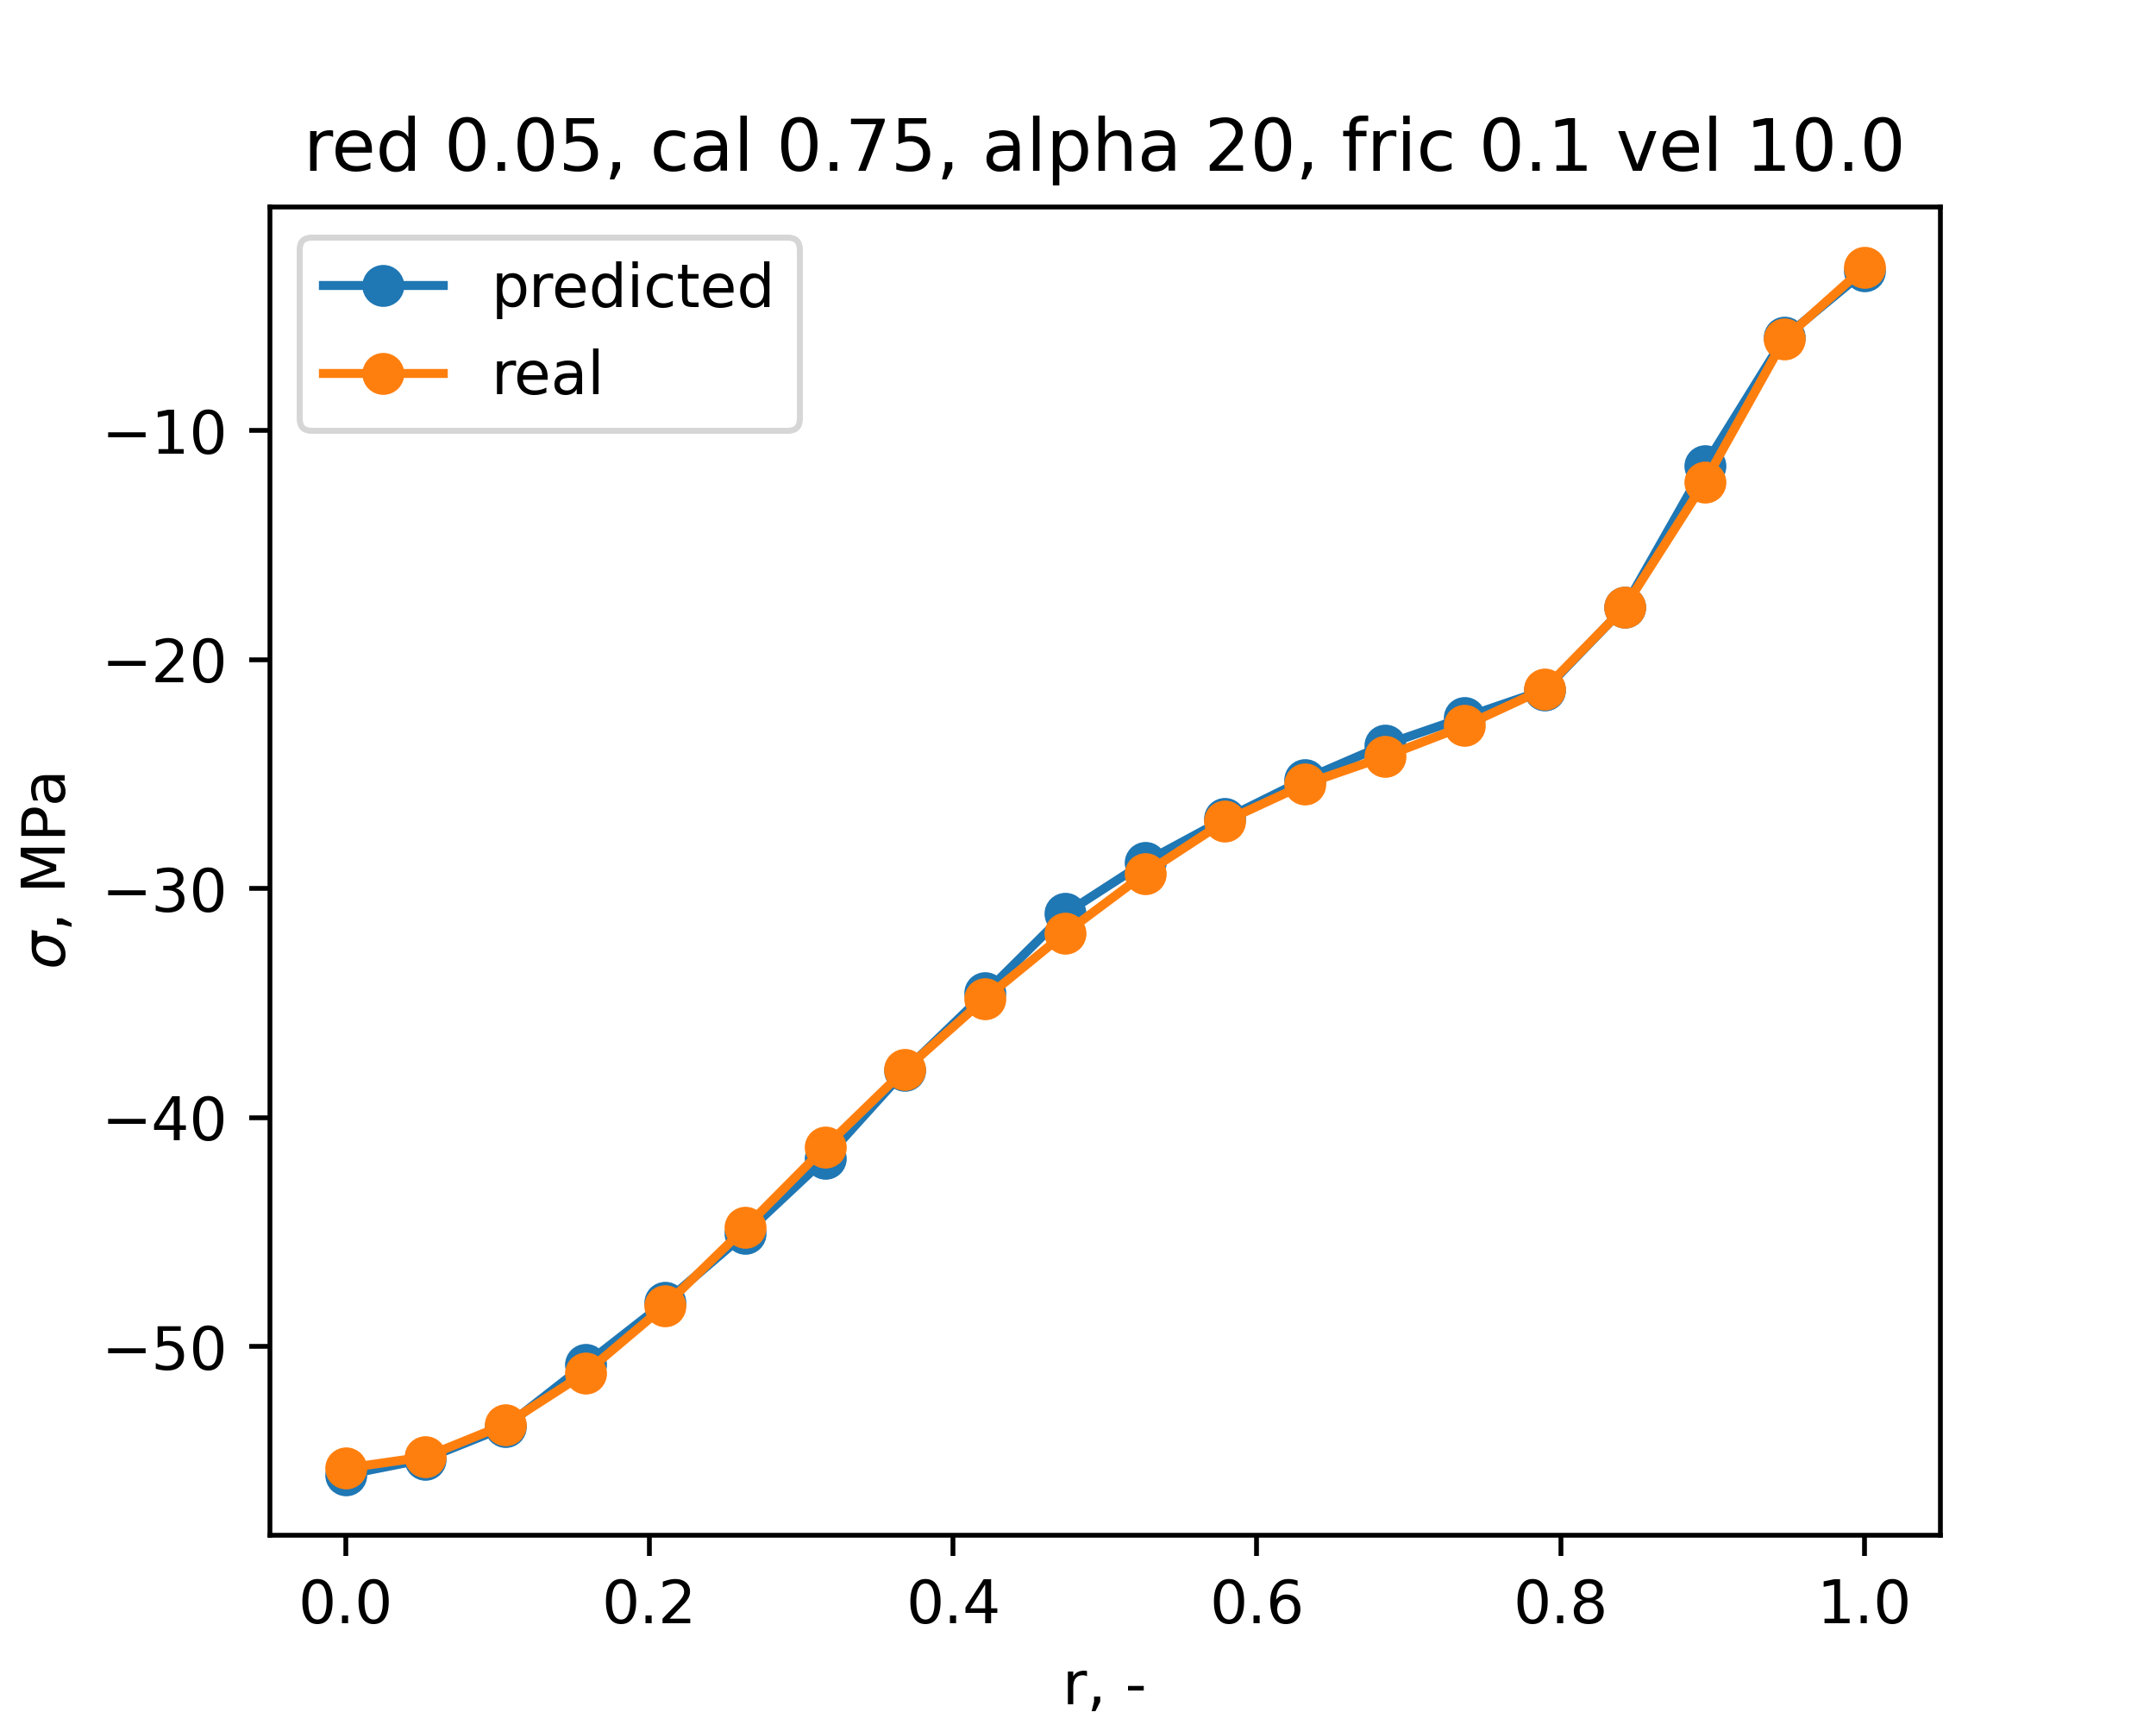 red 0.05, cal 0.75, alpha 20, fric 0.1 vel 10.0
predicted
real
−10
−20
−30
−40
−50
σ, MPa
0.0 0.2 0.4 0.6 0.8 1.0
r, -